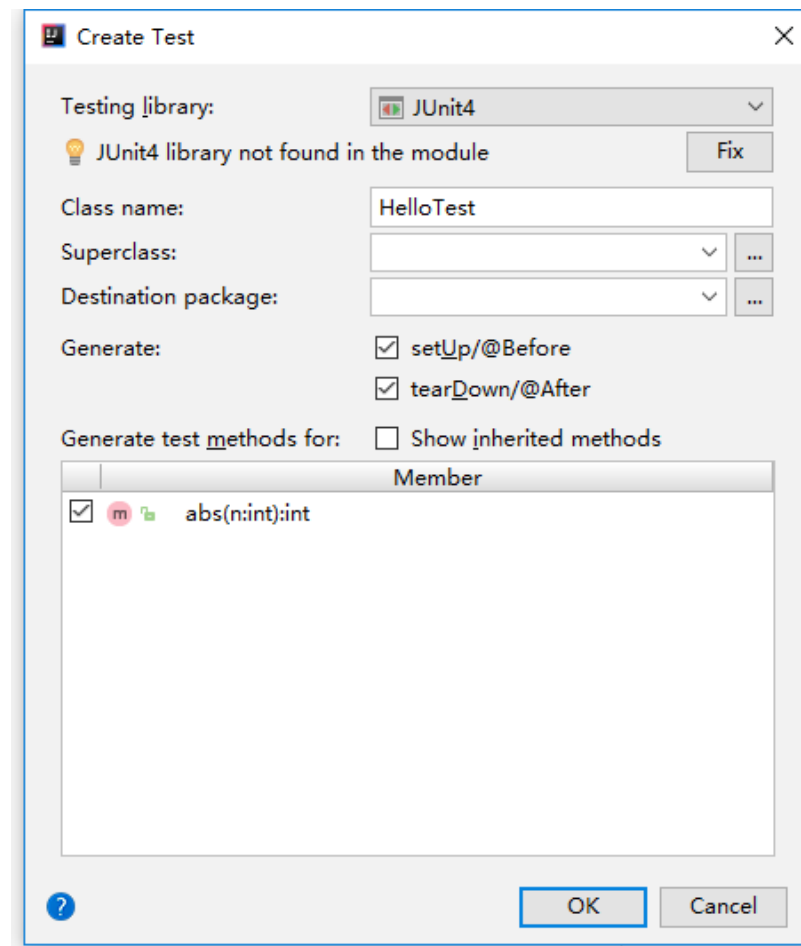 Create Test
Testing library: JUnit4
JUnit4 library not found in the module Fix
Class name: HelloTest
Superclass: ...
Destination package: ...
Generate: setUp/@Before
tearDown/@After
Generate test methods for: Show inherited methods
Member
m abs(n:int):int
? OK Cancel